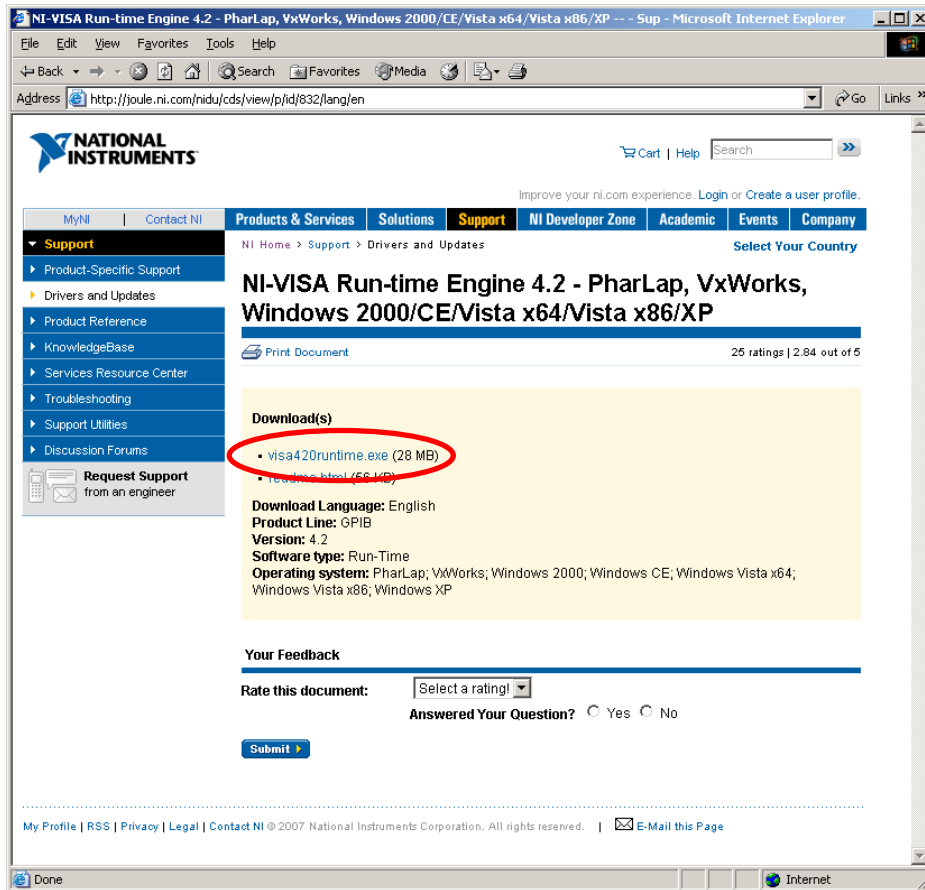 NI-VISA Run-time Engine 4.2 - PharLap, VxWorks, Windows 2000/CE/Vista x64/Vista x86/XP -- - Sup - Microsoft Internet Explorer
File Edit View Favorites Tools Help
Back Search Favorites Media
Address http://joule.ni.com/nidu/cds/view/p/id/832/lang/en Go Links »
NATIONAL
INSTRUMENTS
Cart | Help Search
Improve your ni.com experience. Login or Create a user profile.
MyNI | Contact NI Products & Services Solutions Support NI Developer Zone Academic Events Company
Support
NI Home > Support > Drivers and Updates
Select Your Country
Product-Specific Support
Drivers and Updates
Product Reference
KnowledgeBase
Services Resource Center
Troubleshooting
Support Utilities
Discussion Forums
Request Support
from an engineer
NI-VISA Run-time Engine 4.2 - PharLap, VxWorks,
Windows 2000/CE/Vista x64/Vista x86/XP
Print Document 25 ratings | 2.84 out of 5
Download(s)
• visa420runtime.exe (28 MB)
• readme.html (56 KB)
Download Language: English
Product Line: GPIB
Version: 4.2
Software type: Run-Time
Operating system: PharLap; VxWorks; Windows 2000; Windows CE; Windows Vista x64;
Windows Vista x86; Windows XP
Your Feedback
Rate this document: Select a rating!
Answered Your Question? Yes No
Submit
My Profile | RSS | Privacy | Legal | Contact NI © 2007 National Instruments Corporation. All rights reserved. | E-Mail this Page
Done Internet